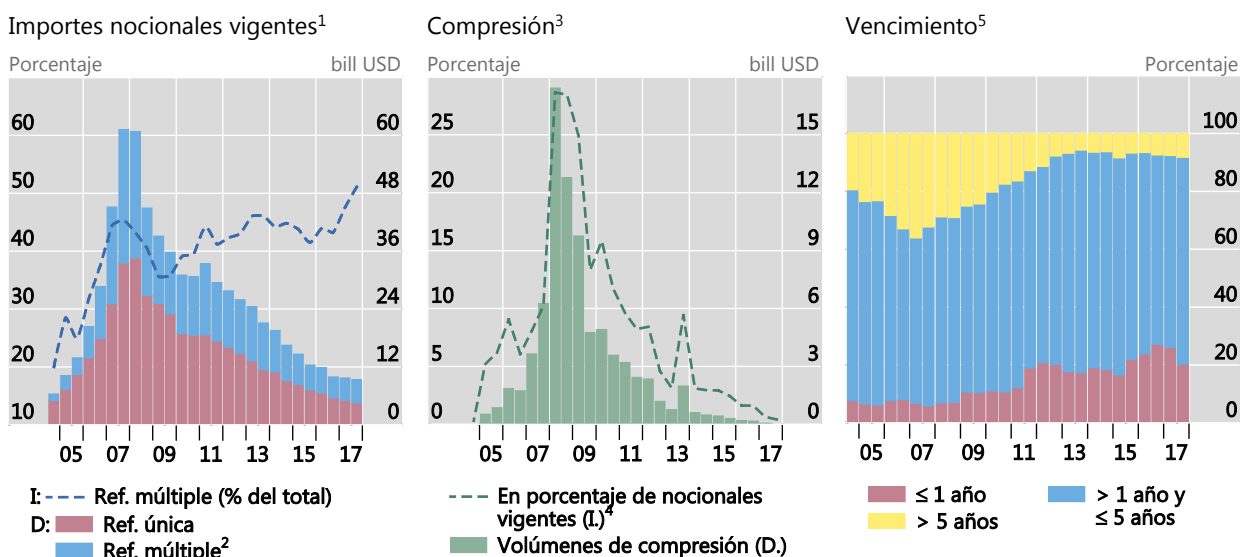 Importes nocionales vigentes¹
Porcentaje bill USD
60 60
50 48
40 36
30 24
20 12
10 0
05 07 09 11 13 15 17
I: Ref. múltiple (% del total)
D: Ref. única
Ref. múltiple²
Compresión³
Porcentaje bill USD
25 15
20 12
15 9
10 6
5 3
0 0
05 07 09 11 13 15 17
En porcentaje de nocionales
vigentes (I.)⁴
Volúmenes de compresión (D.)
Vencimiento⁵
Porcentaje
100
80
60
40
20
0
05 07 09 11 13 15 17
≤ 1 año > 1 año y
> 5 años ≤ 5 años